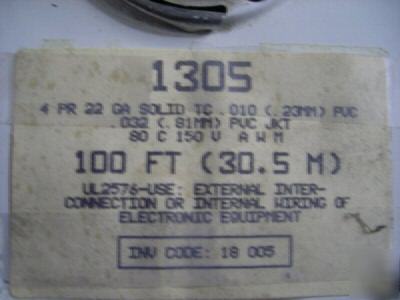 1305
4 PR 22 GA SOLID TC .010 (.23MM) PVC
.032 (.81MM) PVC JKT
80 C 150 V A W M
100 FT (30.5 M)
UL2576-USE: EXTERNAL INTER-
CONNECTION OR INTERNAL WIRING OF
ELECTRONIC EQUIPMENT
INV CODE: 18 005